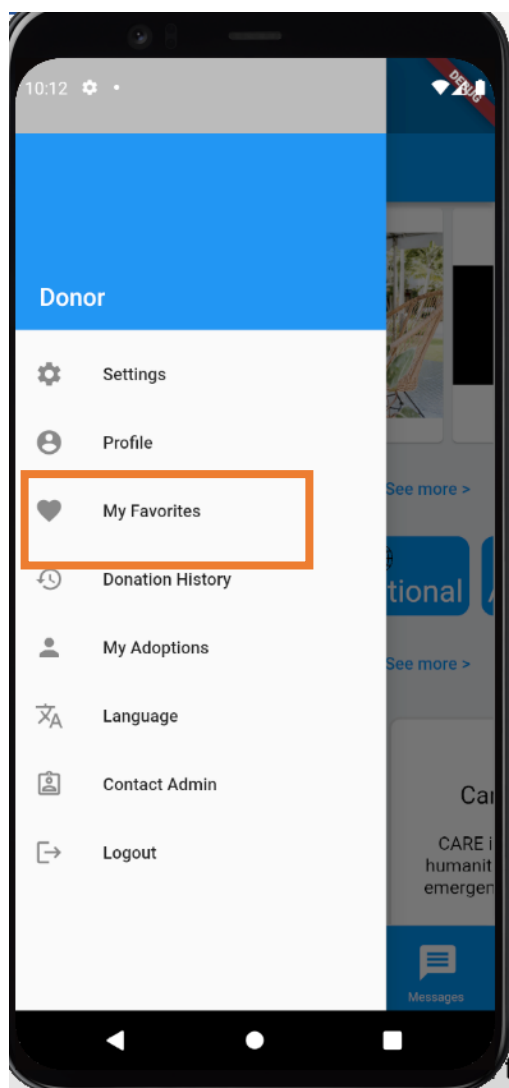 10:12
DEBUG
Donor
Settings
Profile
My Favorites
See more >
Donation History
tional
My Adoptions
See more >
Language
Contact Admin
Car
Logout
CARE i
humanit
emergen
Messages